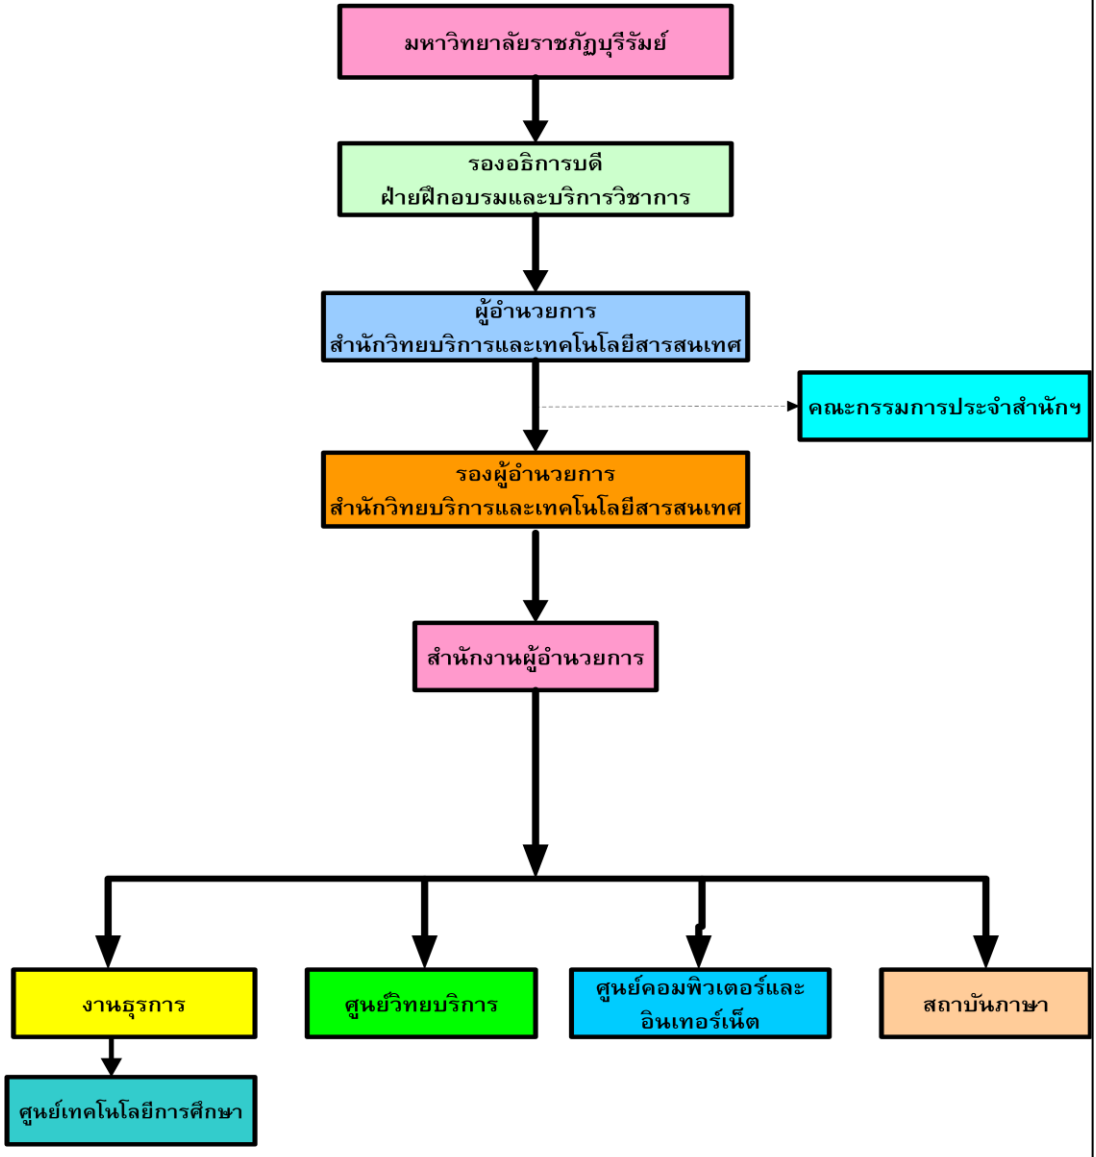 มหาวิทยาลัยราชภัฏบุรีรัมย์
รองอธิการบดี
ฝ่ายฝึกอบรมและบริการวิชาการ
ผู้อำนวยการ
สำนักวิทยบริการและเทคโนโลยีสารสนเทศ
คณะกรรมการประจำสำนักฯ
รองผู้อำนวยการ
สำนักวิทยบริการและเทคโนโลยีสารสนเทศ
สำนักงานผู้อำนวยการ
งานธุรการ
ศูนย์วิทยบริการ
ศูนย์คอมพิวเตอร์และ
อินเทอร์เน็ต
สถาบันภาษา
ศูนย์เทคโนโลยีการศึกษา